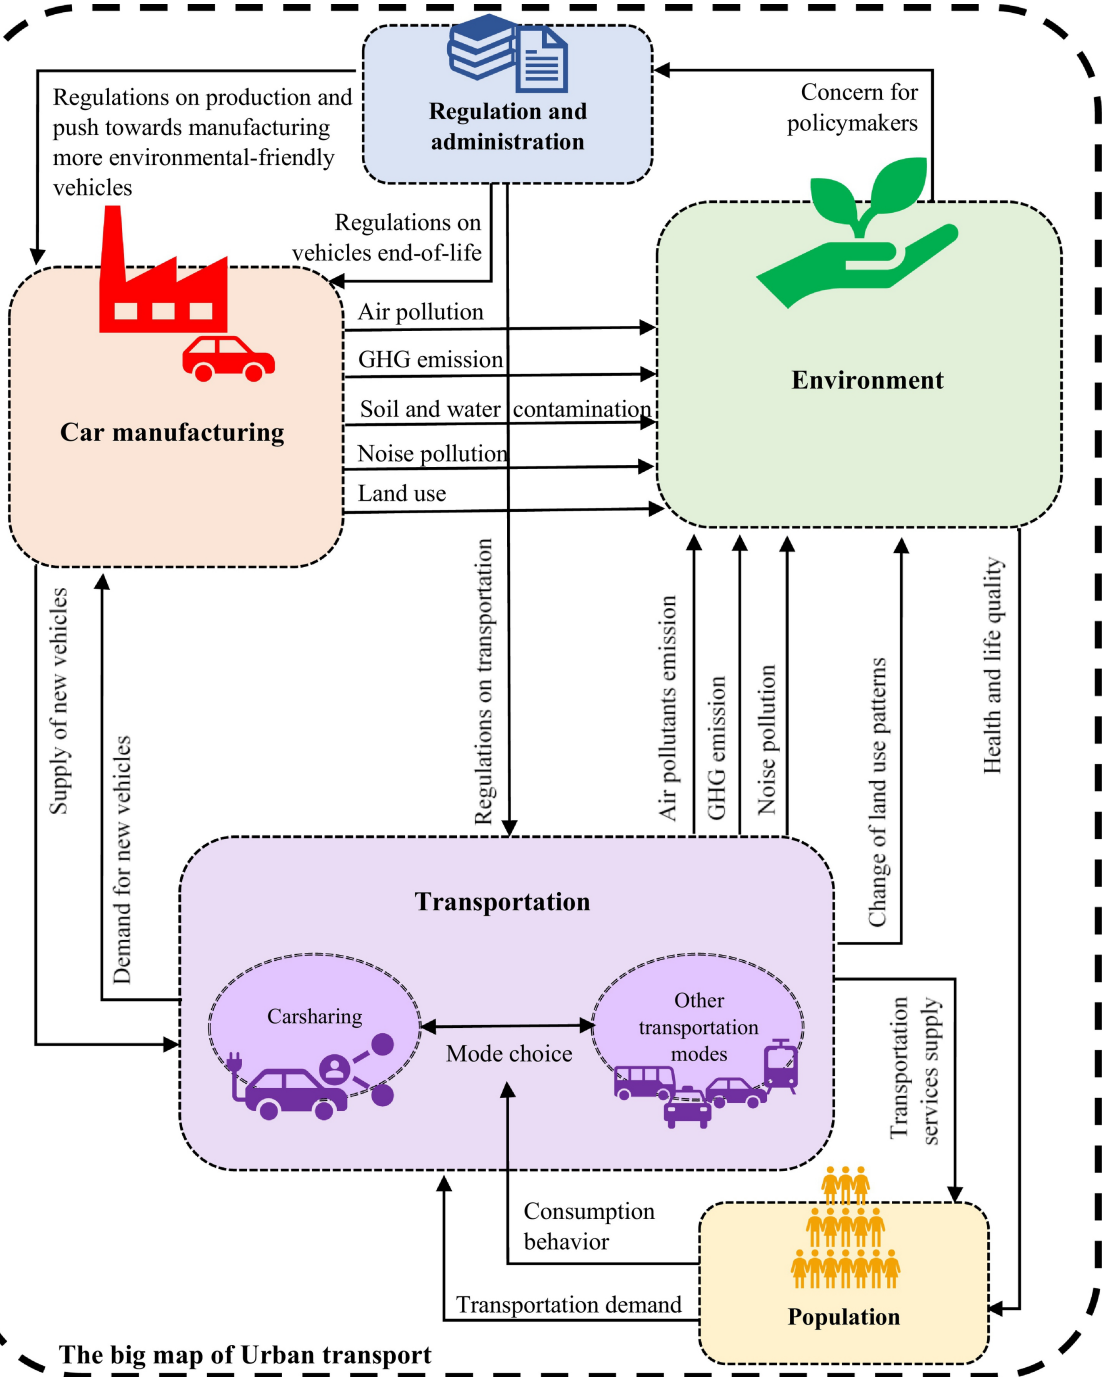 Regulation and
administration
Regulations on production and
push towards manufacturing
more environmental-friendly
vehicles
Concern for
policymakers
Regulations on
vehicles end-of-life
Air pollution
GHG emission
Soil and water contamination
Noise pollution
Land use
Car manufacturing
Environment
Supply of new vehicles
Demand for new vehicles
Regulations on transportation
Air pollutants emission
GHG emission
Noise pollution
Change of land use patterns
Health and life quality
Transportation
Carsharing
Mode choice
Other
transportation
modes
Transportation
services supply
Consumption
behavior
Transportation demand
Population
The big map of Urban transport